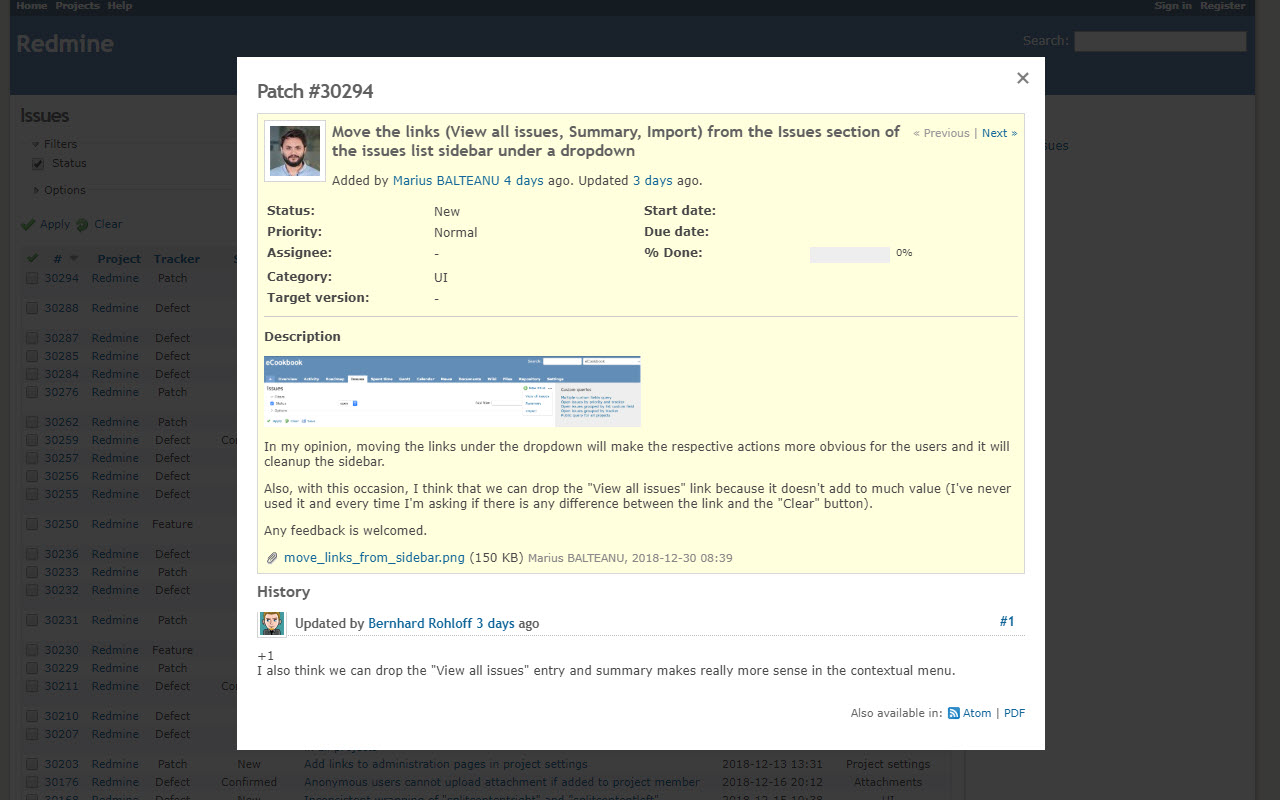 Home Projects Help
Sign in Register
Redmine
Search:
Issues
Filters
Status
Options
Apply Clear
# Project Tracker
30294 Redmine Patch
30288 Redmine Defect
30287 Redmine Defect
30285 Redmine Defect
30284 Redmine Defect
30276 Redmine Patch
30262 Redmine Patch
30259 Redmine Defect Co
30257 Redmine Defect
30256 Redmine Defect
30255 Redmine Defect
30250 Redmine Feature
30236 Redmine Defect
30233 Redmine Patch
30232 Redmine Defect
30231 Redmine Patch
30230 Redmine Feature
30229 Redmine Patch
30211 Redmine Defect Co
30210 Redmine Defect
30207 Redmine Defect
30203 Redmine Patch New Add links to administration pages in project settings 2018-12-13 13:31 Project settings
30176 Redmine Defect Confirmed Anonymous users cannot upload attachment if added to project member 2018-12-16 20:12 Attachments
Patch #30294
Move the links (View all issues, Summary, Import) from the Issues section of
the issues list sidebar under a dropdown
« Previous | Next »
Added by Marius BALTEANU 4 days ago. Updated 3 days ago.
Status: New Start date:
Priority: Normal Due date:
Assignee: - % Done: 0%
Category: UI
Target version: -
Description
eCookbook
Issues
In my opinion, moving the links under the dropdown will make the respective actions more obvious for the users and it will
cleanup the sidebar.
Also, with this occasion, I think that we can drop the "View all issues" link because it doesn't add to much value (I've never
used it and every time I'm asking if there is any difference between the link and the "Clear" button).
Any feedback is welcomed.
move_links_from_sidebar.png (150 KB) Marius BALTEANU, 2018-12-30 08:39
History
Updated by Bernhard Rohloff 3 days ago
#1
+1
I also think we can drop the "View all issues" entry and summary makes really more sense in the contextual menu.
Also available in: Atom | PDF